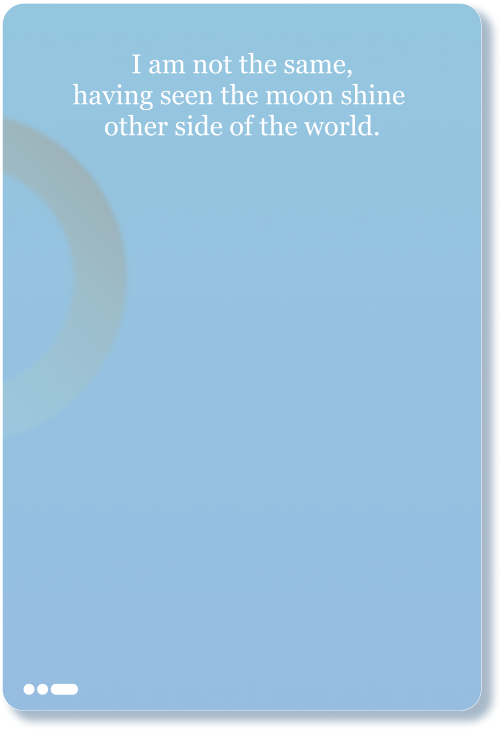 I am not the same,
having seen the moon shine
other side of the world.